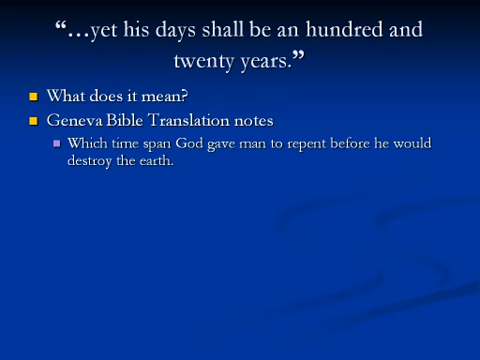 “…yet his days shall be an hundred and
twenty years.”
What does it mean?
Geneva Bible Translation notes
Which time span God gave man to repent before he would
destroy the earth.